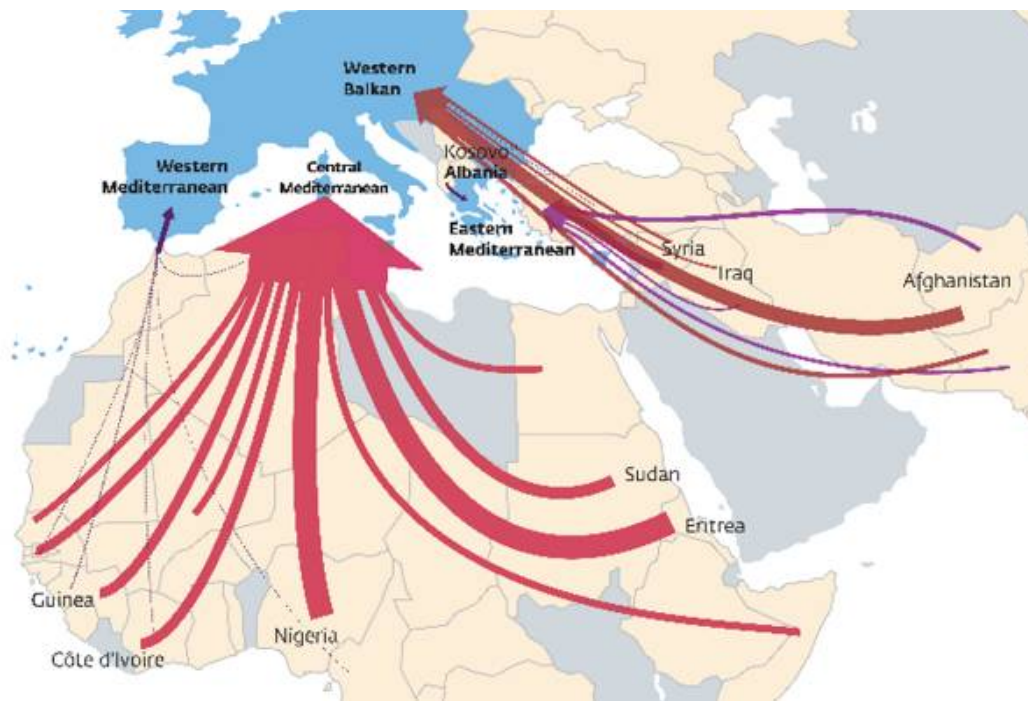 Western
Balkan
Kosovo
Albania
Western
Mediterranean
Central
Mediterranean
Eastern
Mediterranean
Syria
Iraq
Afghanistan
Sudan
Eritrea
Guinea
Nigeria
Côte d'Ivoire